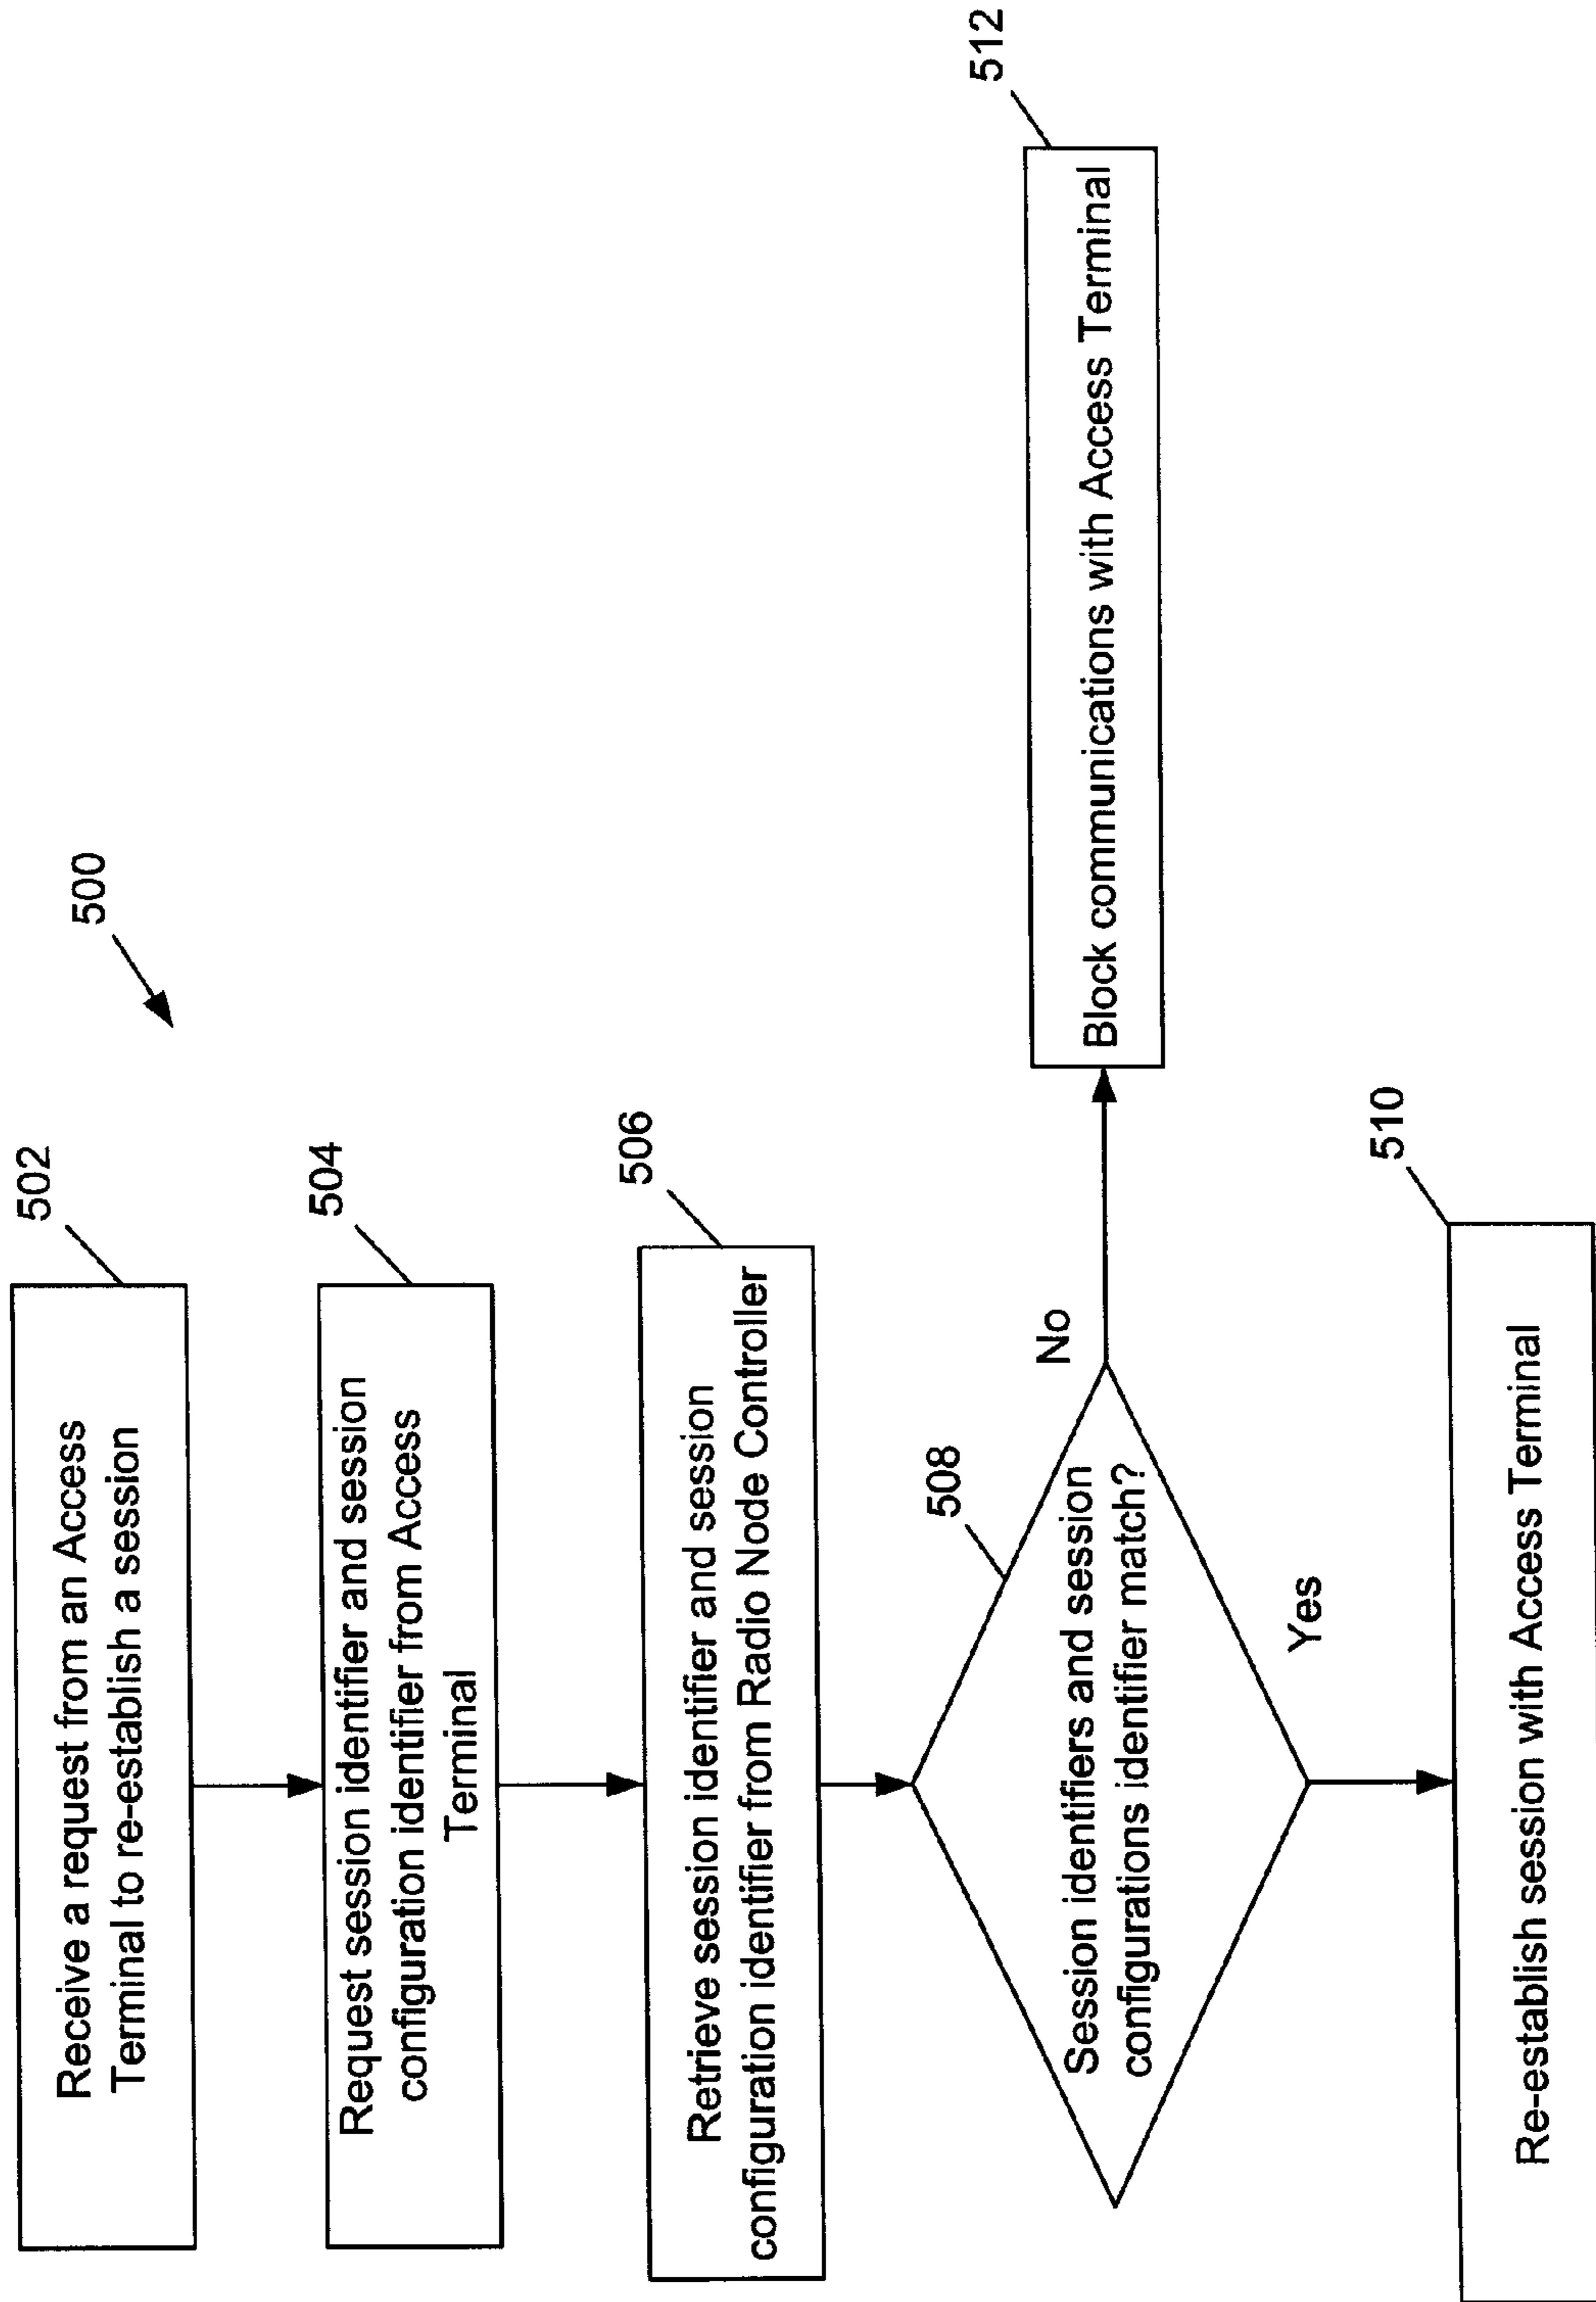 500
502
Receive a request from an Access
Terminal to re-establish a session
504
Request session identifier and session
configuration identifier from Access
Terminal
506
Retrieve session identifier and session
configuration identifier from Radio Node Controller
508
Session identifiers and session
configurations identifier match?
No
512
Block communications with Access Terminal
Yes
510
Re-establish session with Access Terminal